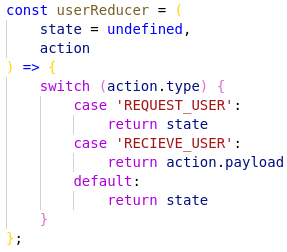 const userReducer = (
    state = undefined,
    action
) => {
    switch (action.type) {
        case 'REQUEST_USER':
            return state
        case 'RECIEVE_USER':
            return action.payload
        default:
            return state
    }
};